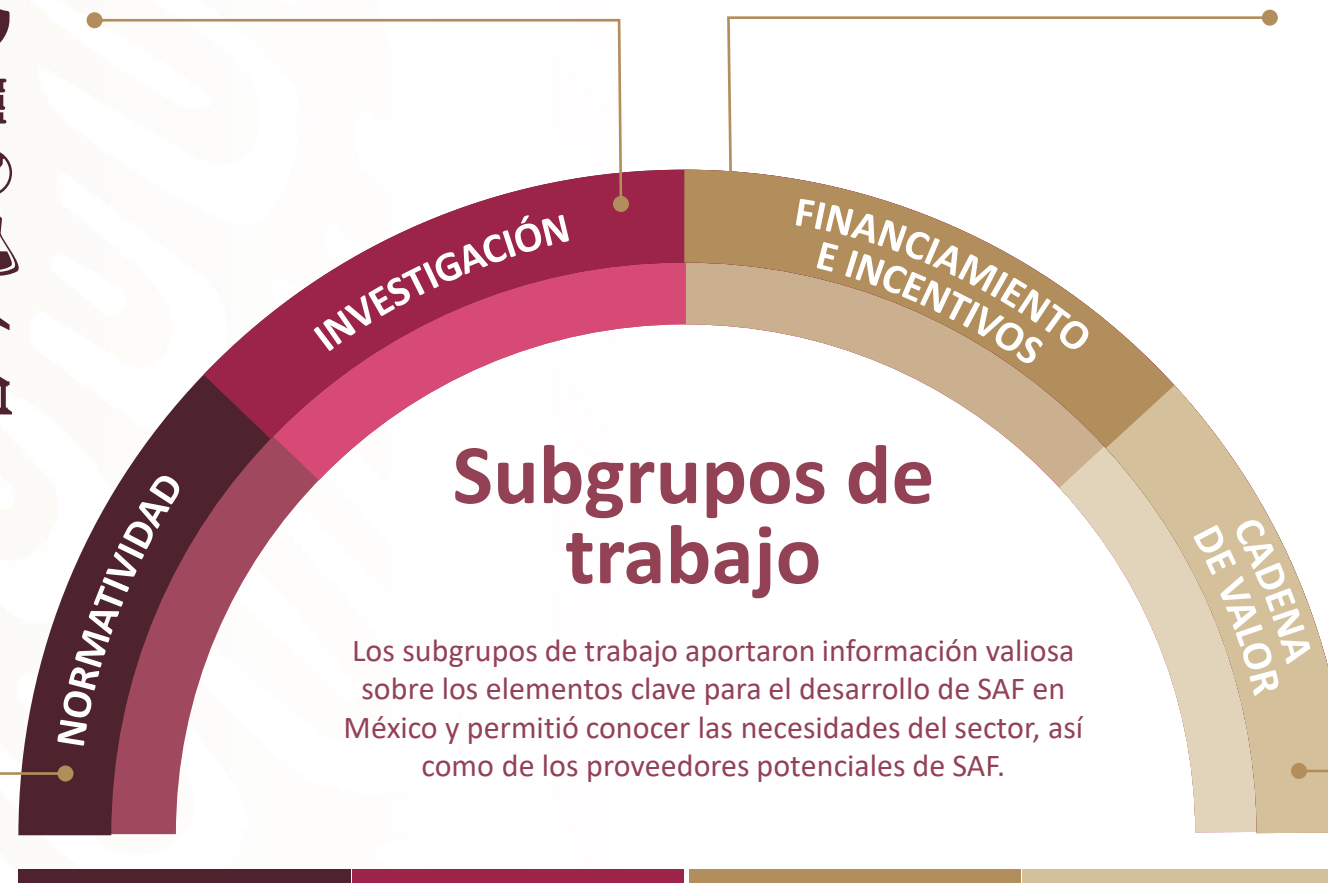 NORMATIVIDAD
INVESTIGACIÓN
FINANCIAMIENTO
E INCENTIVOS
CADENA
DE VALOR
Subgrupos de
trabajo
Los subgrupos de trabajo aportaron información valiosa
sobre los elementos clave para el desarrollo de SAF en
México y permitió conocer las necesidades del sector, así
como de los proveedores potenciales de SAF.